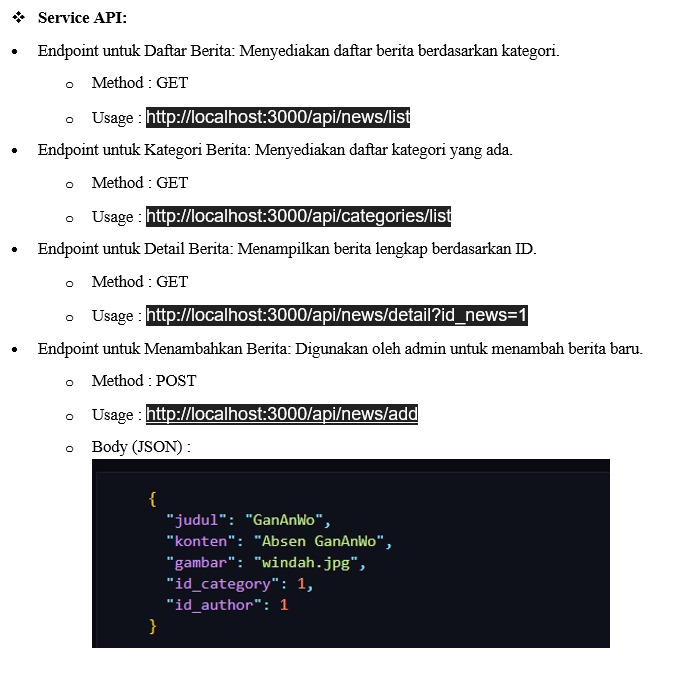 ❖ Service API:
• Endpoint untuk Daftar Berita: Menyediakan daftar berita berdasarkan kategori.
o Method : GET
o Usage : http://localhost:3000/api/news/list
• Endpoint untuk Kategori Berita: Menyediakan daftar kategori yang ada.
o Method : GET
o Usage : http://localhost:3000/api/categories/list
• Endpoint untuk Detail Berita: Menampilkan berita lengkap berdasarkan ID.
o Method : GET
o Usage : http://localhost:3000/api/news/detail?id_news=1
• Endpoint untuk Menambahkan Berita: Digunakan oleh admin untuk menambah berita baru.
o Method : POST
o Usage : http://localhost:3000/api/news/add
o Body (JSON) :
{
"judul": "GanAnWo",
"konten": "Absen GanAnWo",
"gambar": "windah.jpg",
"id_category": 1,
"id_author": 1
}